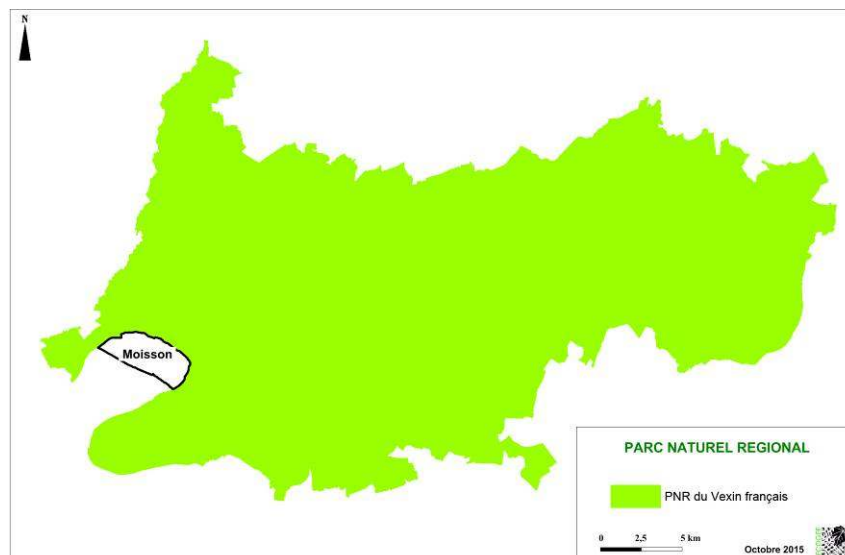 N
Moisson
PARC NATUREL REGIONAL
PNR du Vexin français
0 2,5 5 km
Octobre 2015